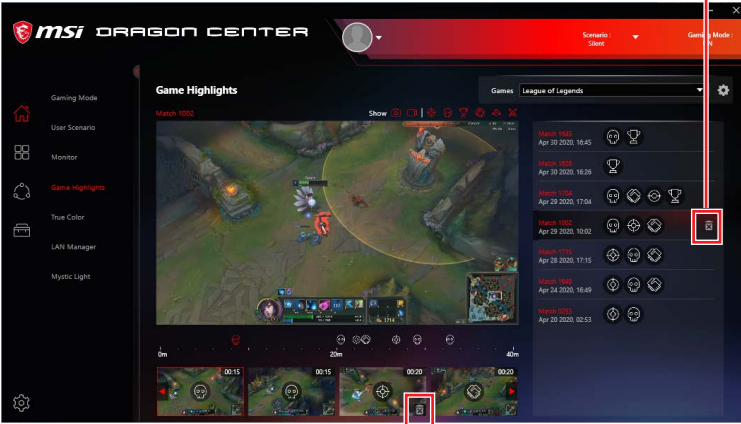 msi DRAGON CENTER
Scenario :
Silent
Gaming Mode :
Gaming Mode
User Scenario
Monitor
Game Highlights
True Color
LAN Manager
Mystic Light
Game Highlights
Games
League of Legends
Match 1002
Show
1714
0m
20m
40m
00:15
00:15
00:20
00:20
Match 1645
Apr 30 2020, 16:45
Apr 30 2020, 16:26
Match 1704
Apr 29 2020, 17:04
Match 1002
Apr 29 2020, 10:02
Match 1715
Apr 28 2020, 17:15
Match 1649
Apr 24 2020, 16:49
Match 0253
Apr 20 2020, 02:53